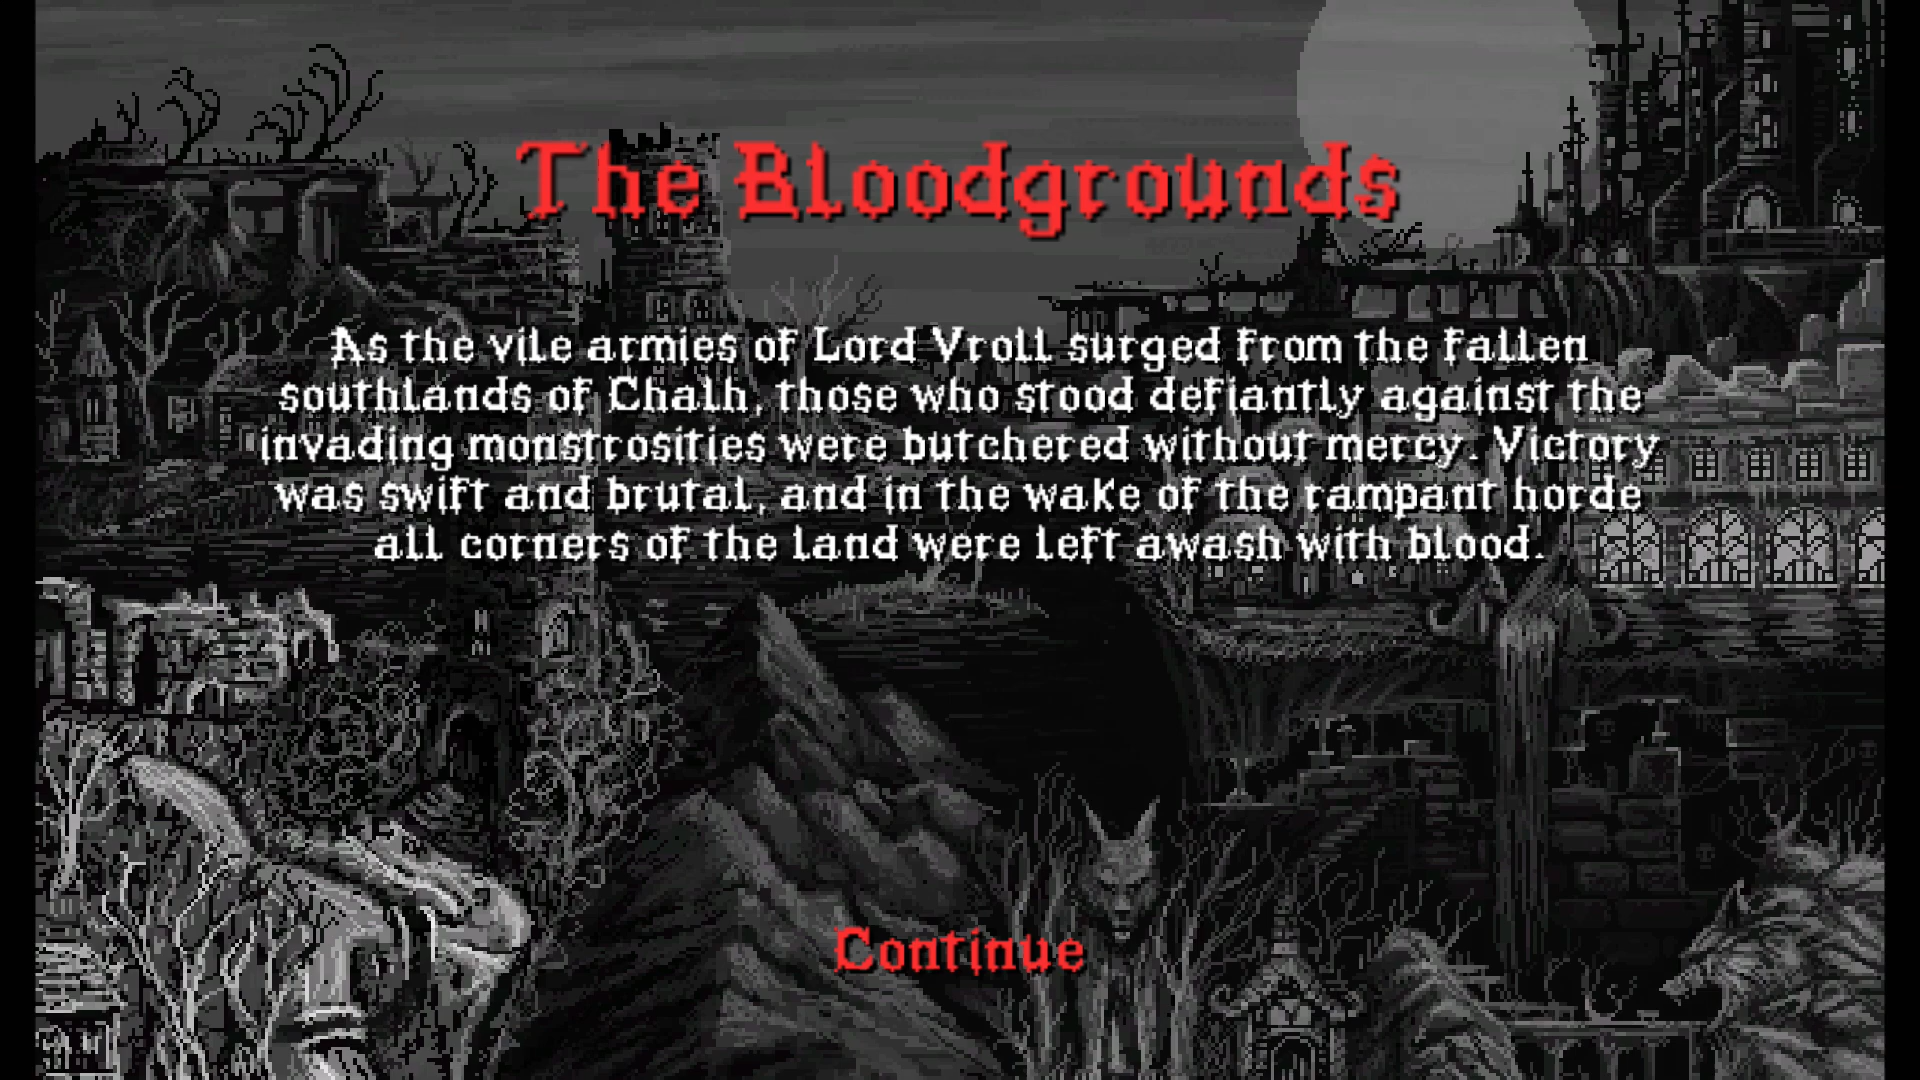 The Bloodgrounds
As the vile armies of Lord Vroll surged from the fallen
southlands of Chalh, those who stood defiantly against the
invading monstrosities were butchered without mercy. Victory
was swift and brutal, and in the wake of the rampant horde
all corners of the land were left awash with blood.
Continue